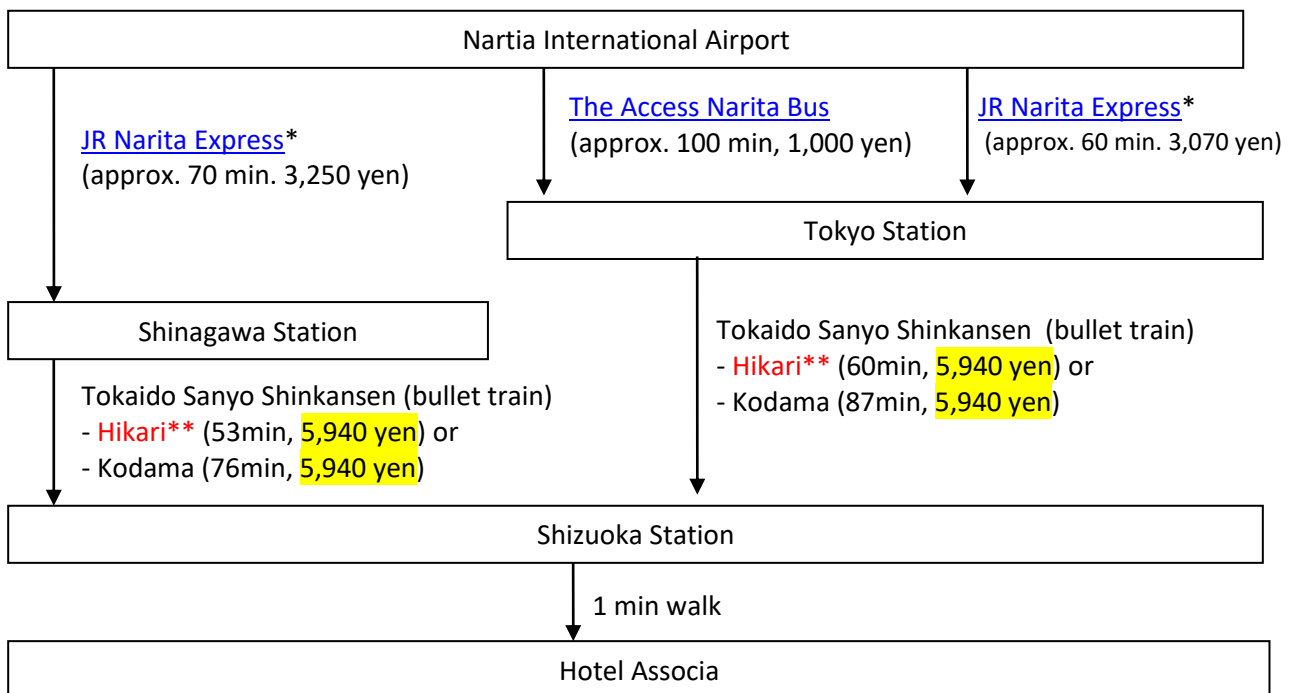 Nartia International Airport
JR Narita Express*
(approx. 70 min. 3,250 yen)
The Access Narita Bus
(approx. 100 min, 1,000 yen)
JR Narita Express*
(approx. 60 min. 3,070 yen)
Tokyo Station
Shinagawa Station
Tokaido Sanyo Shinkansen (bullet train)
- Hikari** (60min, 5,940 yen) or
- Kodama (87min, 5,940 yen)
Tokaido Sanyo Shinkansen (bullet train)
- Hikari** (53min, 5,940 yen) or
- Kodama (76min, 5,940 yen)
Shizuoka Station
1 min walk
Hotel Associa